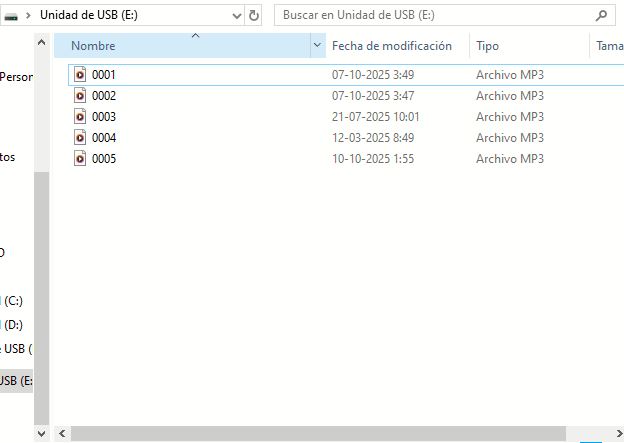 Unidad de USB (E:)
Buscar en Unidad de USB (E:)
Nombre Fecha de modificación Tipo Tama
0001 07-10-2025 3:49 Archivo MP3
0002 07-10-2025 3:47 Archivo MP3
0003 21-07-2025 10:01 Archivo MP3
0004 12-03-2025 8:49 Archivo MP3
0005 10-10-2025 1:55 Archivo MP3
Person
tos
(C:)
(D:)
USB (
USB (E: